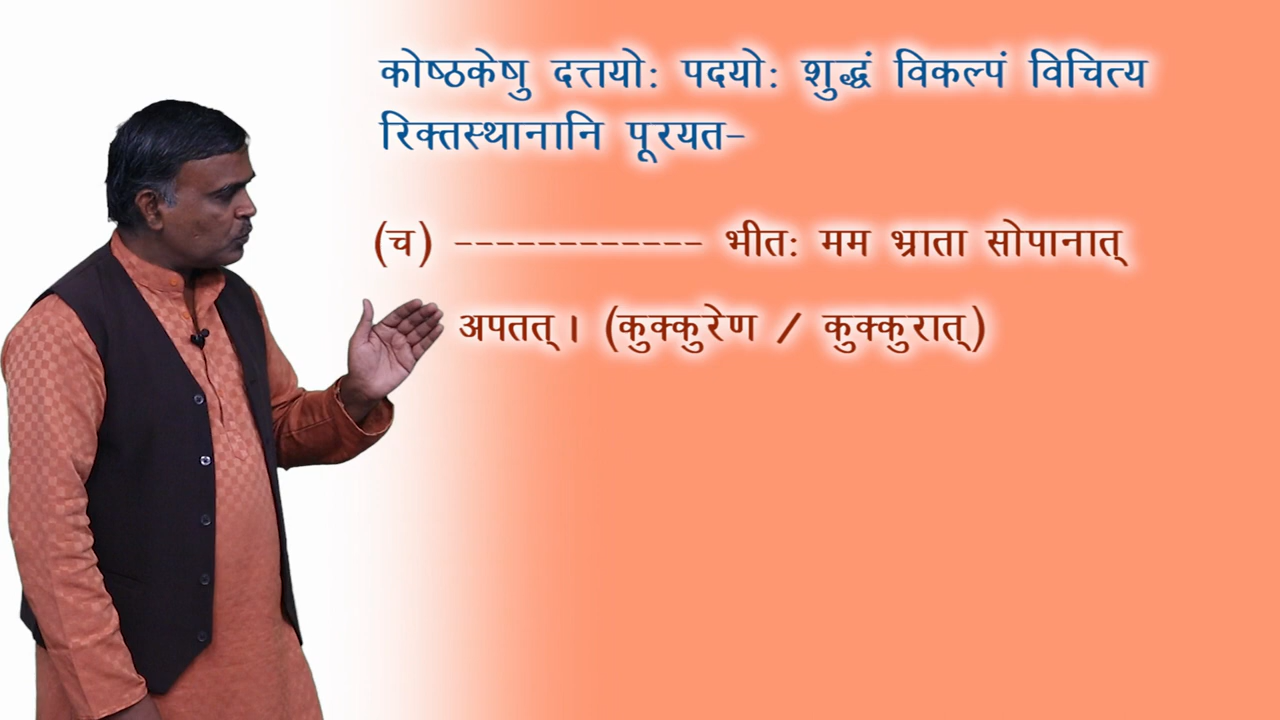 कोष्ठकेषु दत्तयोः पदयोः शुद्धं विकल्पं विचित्य
रिक्तस्थानानि पूरयत-
(च) ------------ भीतः मम भ्राता सोपानात्
अपतत्। (कुक्कुरेण / कुक्कुरात्)